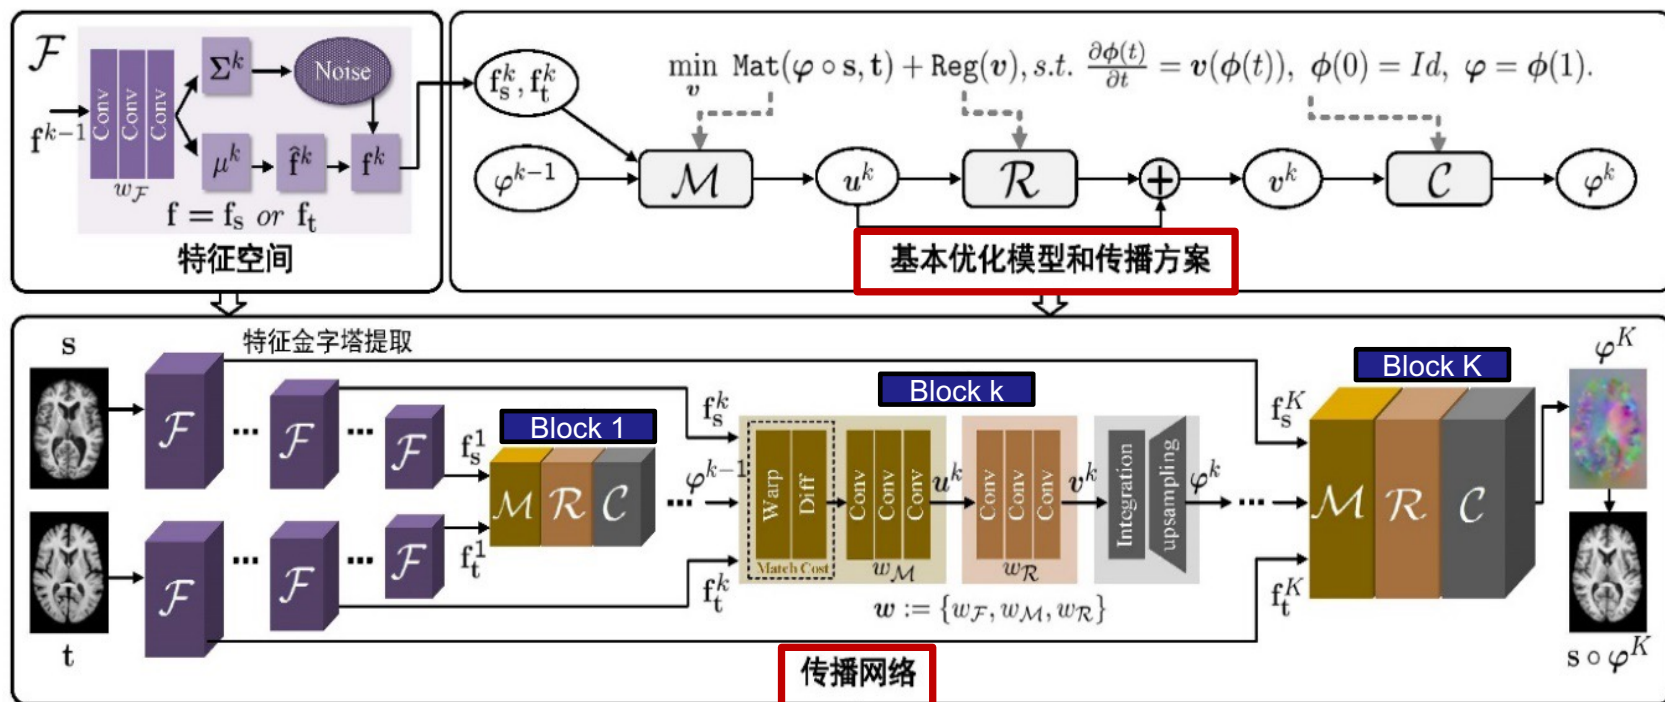 𝓕
f^{k-1}
Conv Conv Conv
w_𝓕
Σ^k
Noise
μ^k
f̂^k
f^k
f = f_s or f_t
特征空间
min_v Mat(φ ∘ s, t) + Reg(v), s.t. ∂ϕ(t)/∂t = v(ϕ(t)), ϕ(0) = Id, φ = ϕ(1).
f_s^k, f_t^k
φ^{k-1}
M
u^k
R
+
v^k
C
φ^k
基本优化模型和传播方案
特征金字塔提取
s
𝓕 ... 𝓕 ... 𝓕
f_s^1
t
𝓕 ... 𝓕 ... 𝓕
f_t^1
Block 1
M R C
...
φ^{k-1}
f_s^k
f_t^k
Block k
Warp Diff
Match Cost
Conv Conv Conv
w_M
u^k
Conv Conv Conv
w_R
v^k
Integration
upsampling
φ^k
...
w := {w_𝓕, w_M, w_R}
f_s^K
f_t^K
Block K
M R C
φ^K
s ∘ φ^K
传播网络